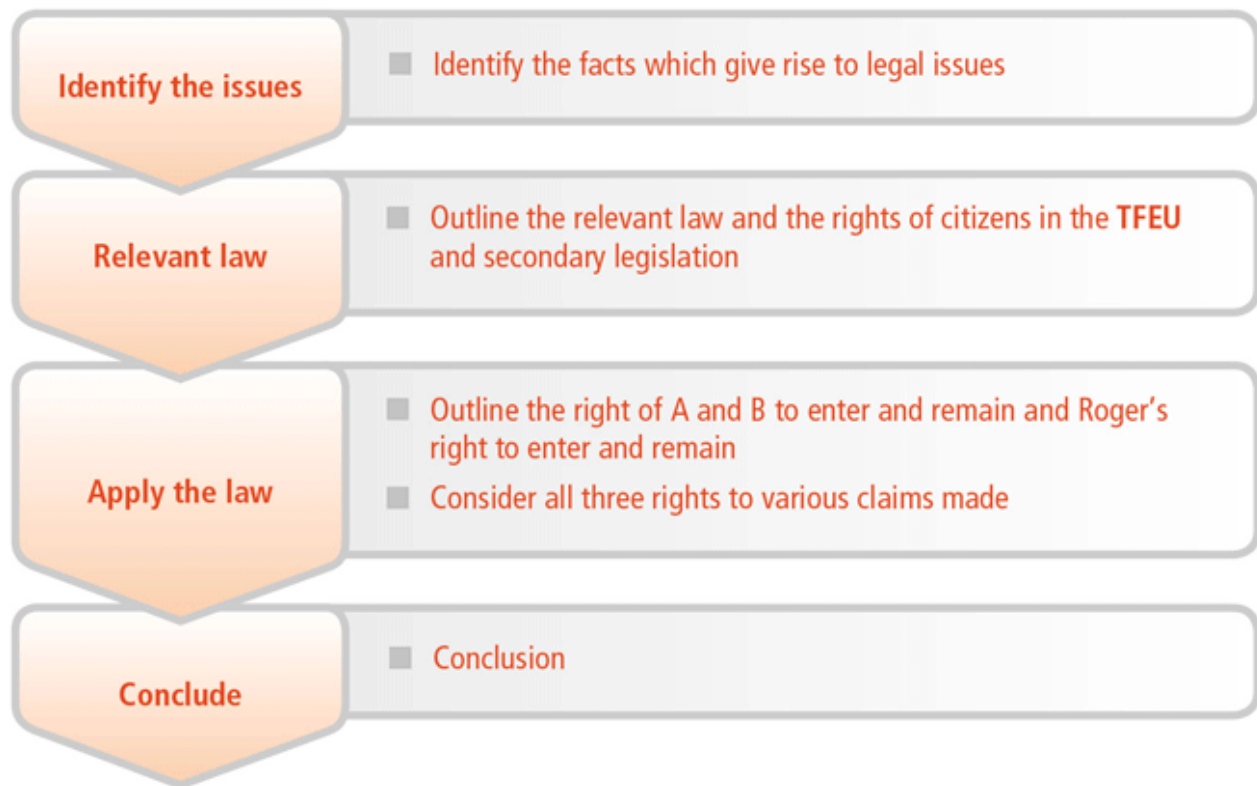 Identify the issues
Identify the facts which give rise to legal issues
Relevant law
Outline the relevant law and the rights of citizens in the TFEU
and secondary legislation
Apply the law
Outline the right of A and B to enter and remain and Roger's
right to enter and remain
Consider all three rights to various claims made
Conclude
Conclusion